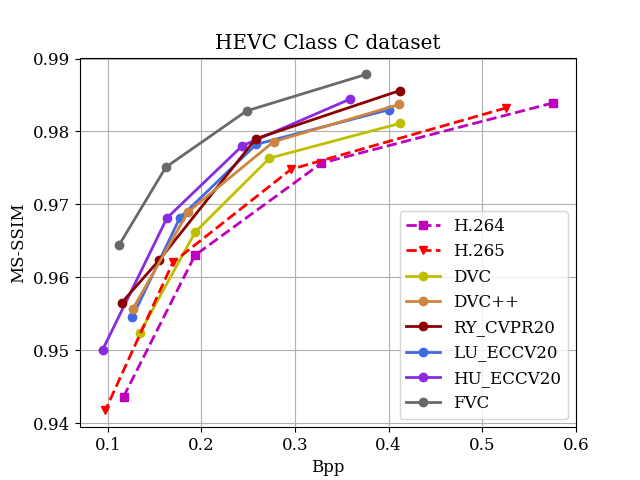 HEVC Class C dataset
0.99
0.98
0.97
0.96
0.95
0.94
MS-SSIM
H.264
H.265
DVC
DVC++
RY_CVPR20
LU_ECCV20
HU_ECCV20
FVC
0.1 0.2 0.3 0.4 0.5 0.6
Bpp